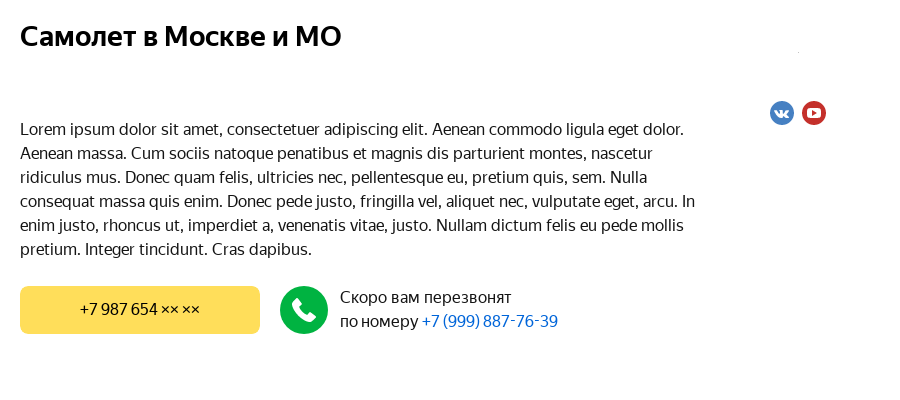 Самолет в Москве и МО
Lorem ipsum dolor sit amet, consectetuer adipiscing elit. Aenean commodo ligula eget dolor.
Aenean massa. Cum sociis natoque penatibus et magnis dis parturient montes, nascetur
ridiculus mus. Donec quam felis, ultricies nec, pellentesque eu, pretium quis, sem. Nulla
consequat massa quis enim. Donec pede justo, fringilla vel, aliquet nec, vulputate eget, arcu. In
enim justo, rhoncus ut, imperdiet a, venenatis vitae, justo. Nullam dictum felis eu pede mollis
pretium. Integer tincidunt. Cras dapibus.
+7 987 654 ×× ××
Скоро вам перезвонят
по номеру +7 (999) 887-76-39